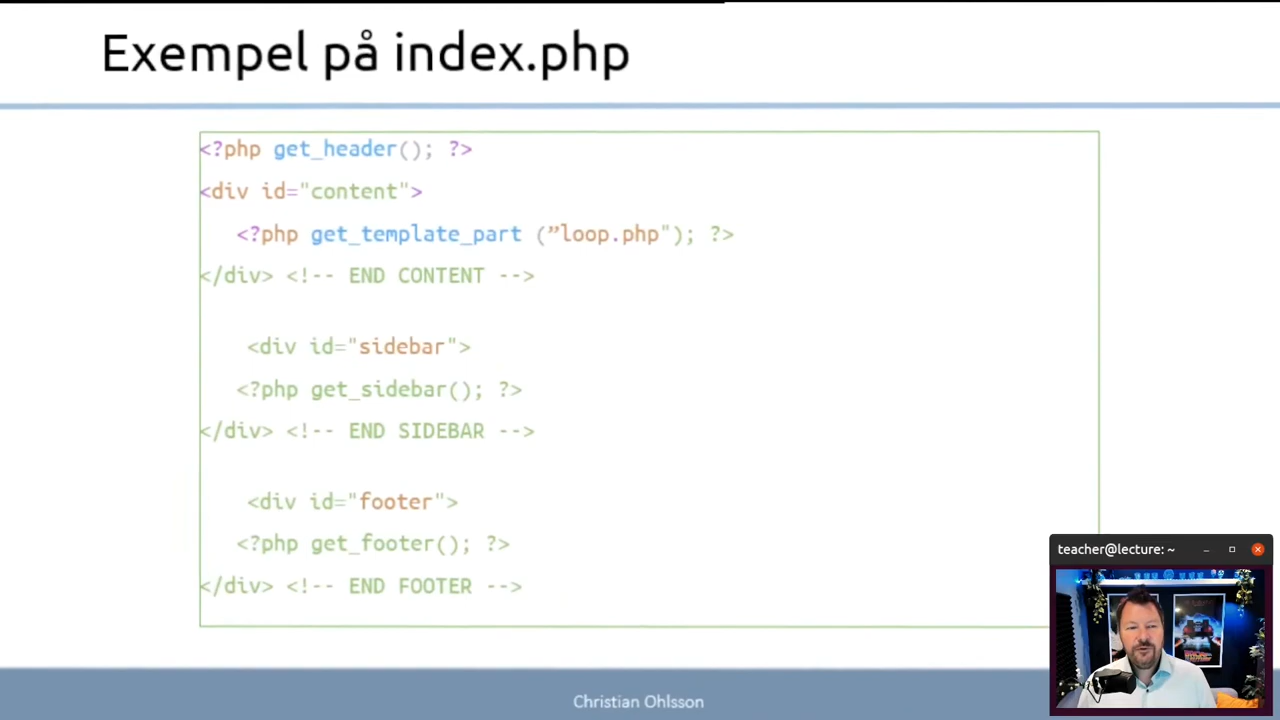 Exempel på index.php
<?php get_header(); ?>
<div id="content">
<?php get_template_part (”loop.php"); ?>
</div> <!-- END CONTENT -->
<div id="sidebar">
<?php get_sidebar(); ?>
</div> <!-- END SIDEBAR -->
<div id="footer">
<?php get_footer(); ?>
</div> <!-- END FOOTER -->
teacher@lecture: ~
Christian Ohlsson